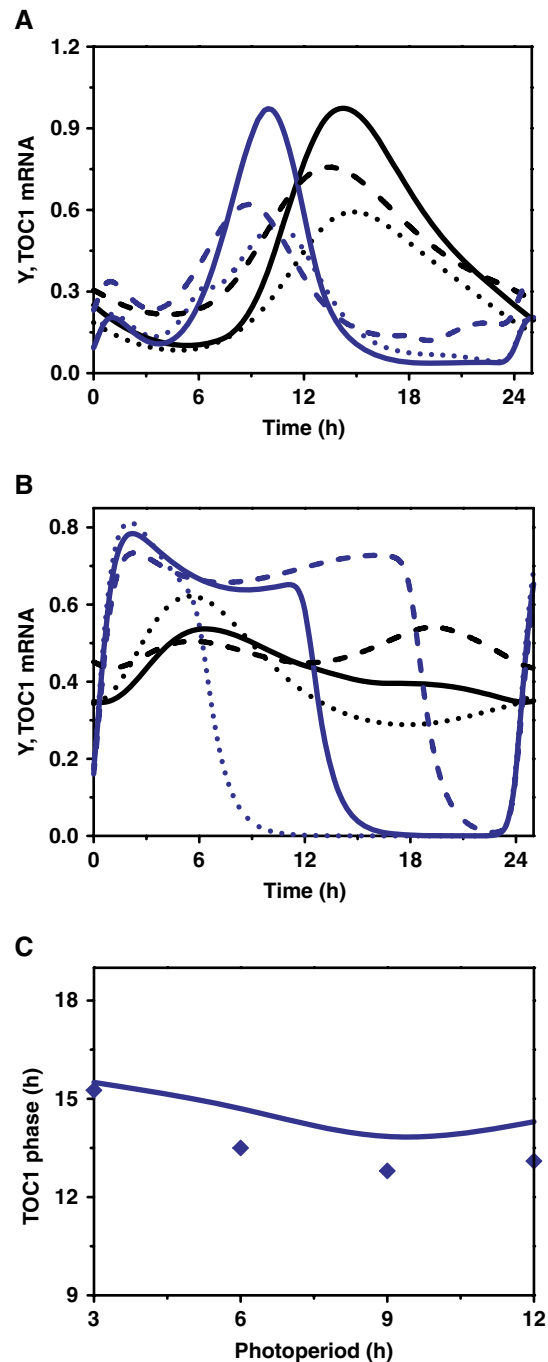 A
1.2
0.9
0.6
0.3
0.0
Y, TOC1 mRNA
0 6 12 18 24
Time (h)
B
0.8
0.6
0.4
0.2
0.0
Y, TOC1 mRNA
0 6 12 18 24
Time (h)
C
18
15
12
9
TOC1 phase (h)
3 6 9 12
Photoperiod (h)